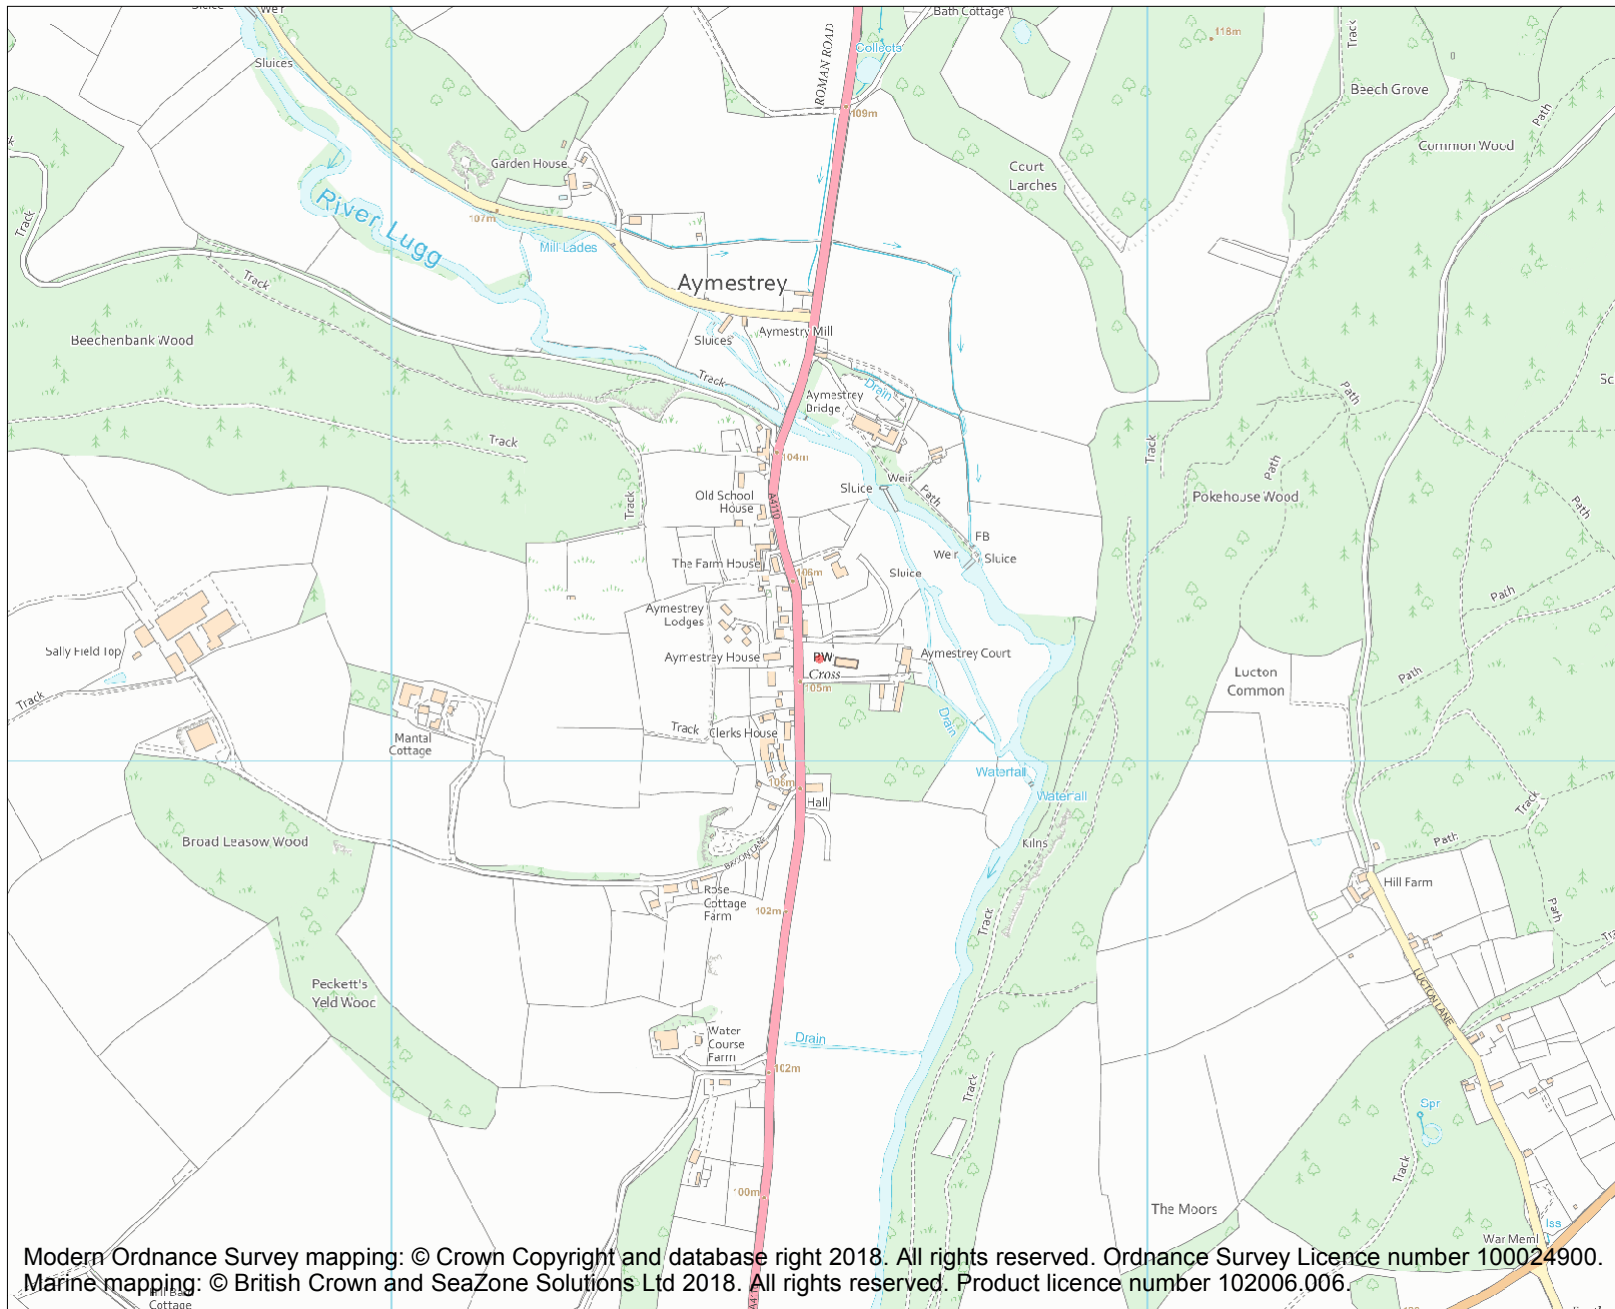 Sluice
Weir
Bath Cottage
118m
Track
ROMAN ROAD
Collects
Sluices
Beech Grove
109m
Path
Common Wood
Garden House
Court
Larches
River Lugg
107m
Track
Mill Lades
Track
Aymestrey
Aymestry Mill
Sluices
Beechenbank Wood
Track
Drain
Aymestrey
Bridge
Path
Track
104m
Track
Path
Weir
Sluice
Path
Old School
House
A4110
Pokehouse Wood
Track
Path
FB
Weir
Sluice
The Farm House
106m
Sluice
Path
Aymestrey
Lodges
Sally Field Top
Aymestrey House
PW
Cross
Aymestrey Court
105m
Path
Lucton
Common
Track
Track
Clerks House
Drain
Mantal
Cottage
Waterfall
106m
Hall
Waterfall
Track
Broad Leasow Wood
BACON LANE
Kilns
Path
Rose
Cottage
Farm
Hill Farm
102m
Track
Path
Peckett's
Yeld Wood
LUCTON LANE
Water
Course
Farm
Drain
102m
Track
Spr
Track
100m
The Moors
Iss
War Meml
Modern Ordnance Survey mapping: © Crown Copyright and database right 2018. All rights reserved. Ordnance Survey Licence number 100024900.
Marine mapping: © British Crown and SeaZone Solutions Ltd 2018. All rights reserved. Product licence number 102006.006.
Cottage